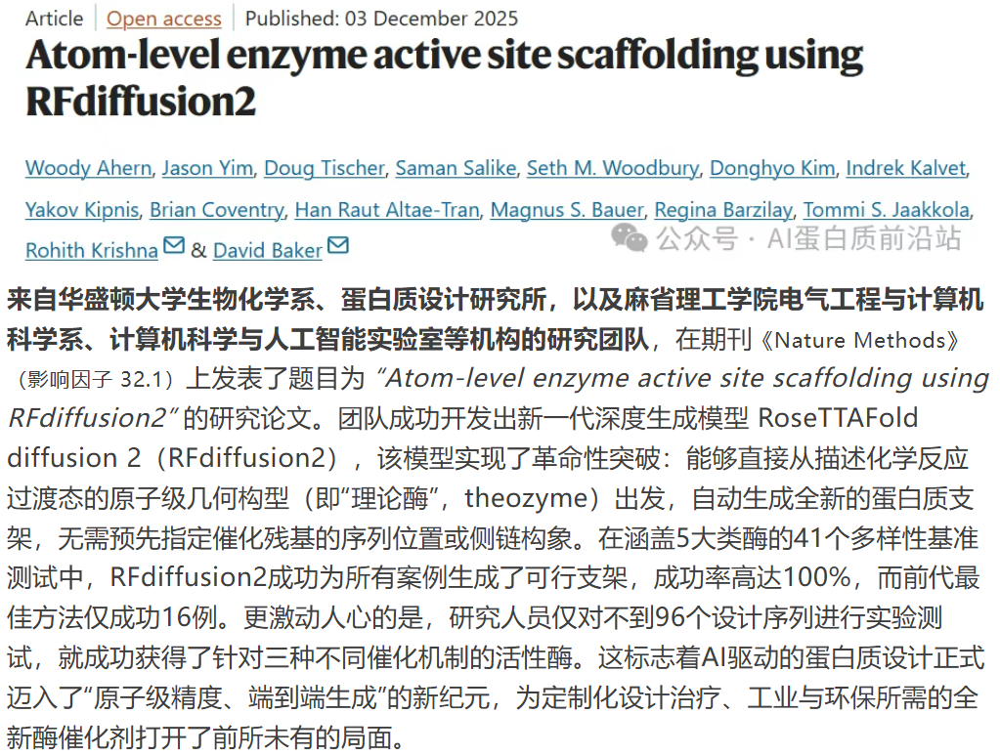 Article | Open access | Published: 03 December 2025
Atom-level enzyme active site scaffolding using
RFdiffusion2
Woody Ahern, Jason Yim, Doug Tischer, Saman Salike, Seth M. Woodbury, Donghyo Kim, Indrek Kalvet,
Yakov Kipnis, Brian Coventry, Han Raut Altae-Tran, Magnus S. Bauer, Regina Barzilay, Tommi S. Jaakkola,
Rohith Krishna & David Baker
公众号 · AI蛋白质前沿站
来自华盛顿大学生物化学系、蛋白质设计研究所，以及麻省理工学院电气工程与计算机
科学系、计算机科学与人工智能实验室等机构的研究团队，在期刊《Nature Methods》
（影响因子 32.1）上发表了题目为 “Atom-level enzyme active site scaffolding using
RFdiffusion2” 的研究论文。团队成功开发出新一代深度生成模型 RoseTTAFold
diffusion 2（RFdiffusion2），该模型实现了革命性突破：能够直接从描述化学反应
过渡态的原子级几何构型（即“理论酶”，theozyme）出发，自动生成全新的蛋白质支
架，无需预先指定催化残基的序列位置或侧链构象。在涵盖5大类酶的41个多样性基准
测试中，RFdiffusion2成功为所有案例生成了可行支架，成功率高达100%，而前代最
佳方法仅成功16例。更激动人心的是，研究人员仅对不到96个设计序列进行实验测
试，就成功获得了针对三种不同催化机制的活性酶。这标志着AI驱动的蛋白质设计正式
迈入了“原子级精度、端到端生成”的新纪元，为定制化设计治疗、工业与环保所需的全
新酶催化剂打开了前所未有的局面。